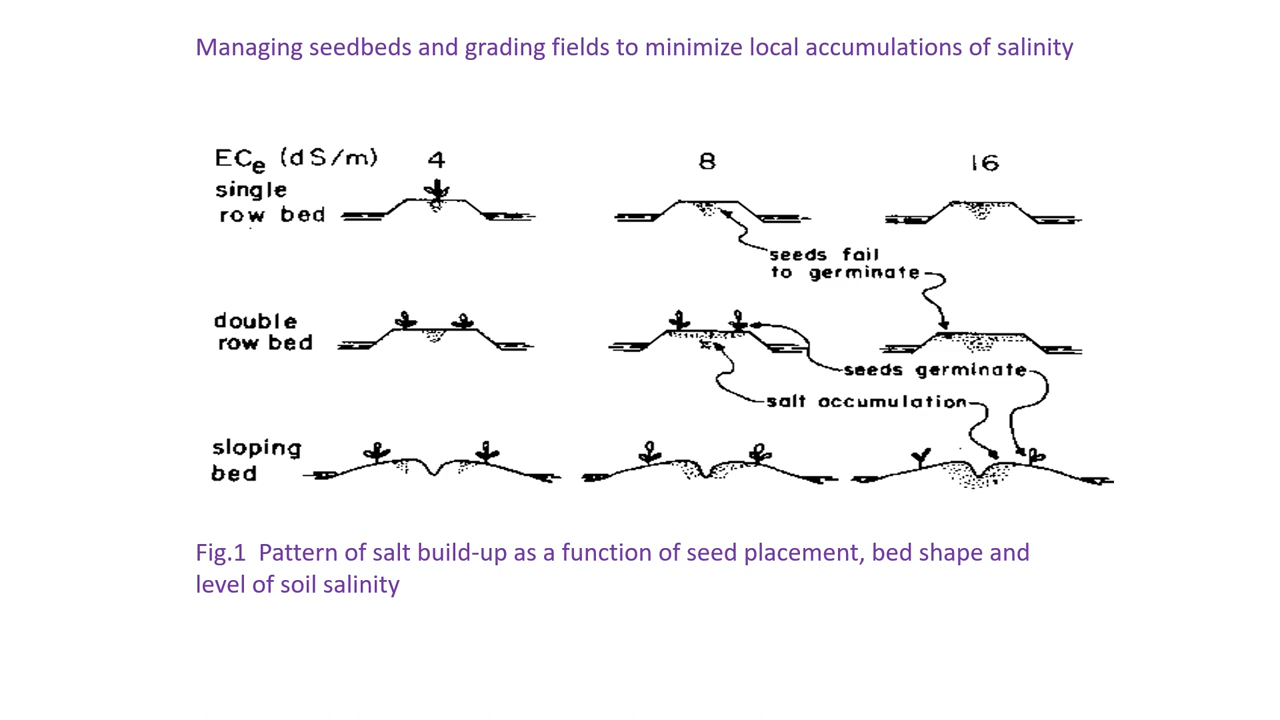 Managing seedbeds and grading fields to minimize local accumulations of salinity
ECe (dS/m) 4 8 16
single
row bed
seeds fail
to germinate
double
row bed
seeds germinate
salt accumulation
sloping
bed
Fig.1 Pattern of salt build-up as a function of seed placement, bed shape and
level of soil salinity